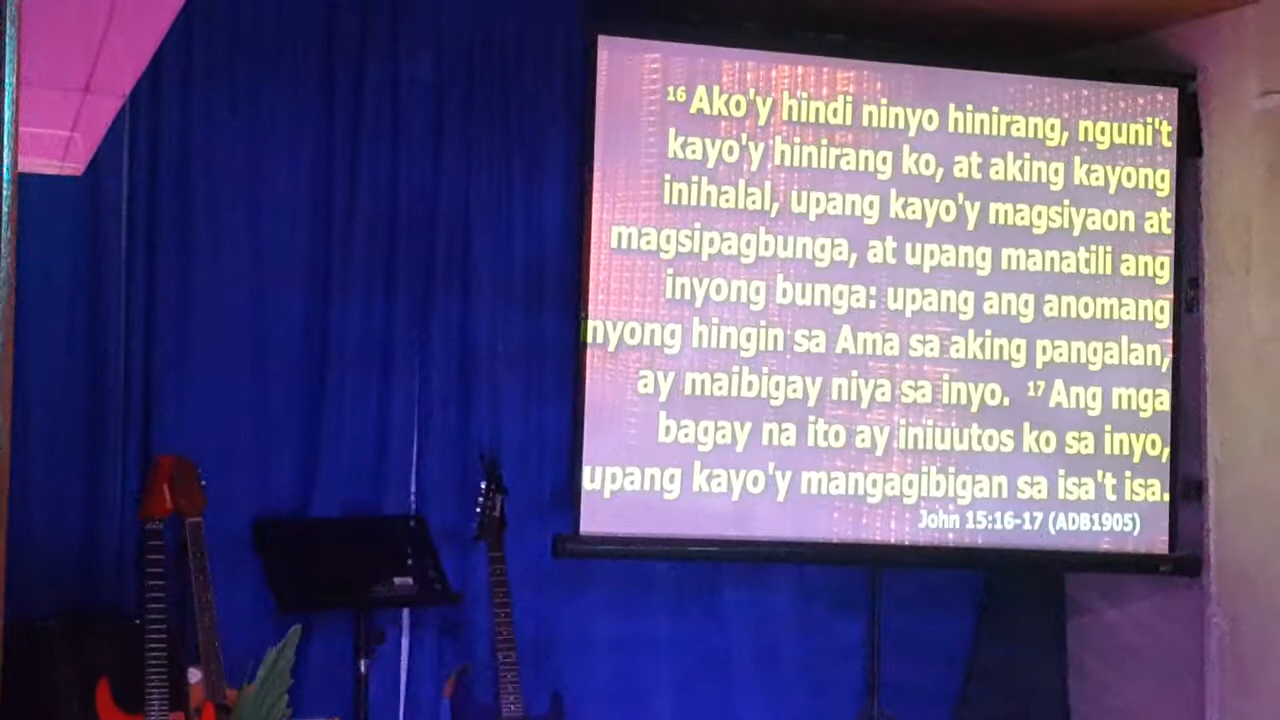 16 Ako'y hindi ninyo hinirang, nguni't
kayo'y hinirang ko, at aking kayong
inihalal, upang kayo'y magsiyaon at
magsipagbunga, at upang manatili ang
inyong bunga: upang ang anomang
nyong hingin sa Ama sa aking pangalan,
ay maibigay niya sa inyo. 17 Ang mga
bagay na ito ay iniuutos ko sa inyo,
upang kayo'y mangagibigan sa isa't isa.
John 15:16-17 (ADB1905)